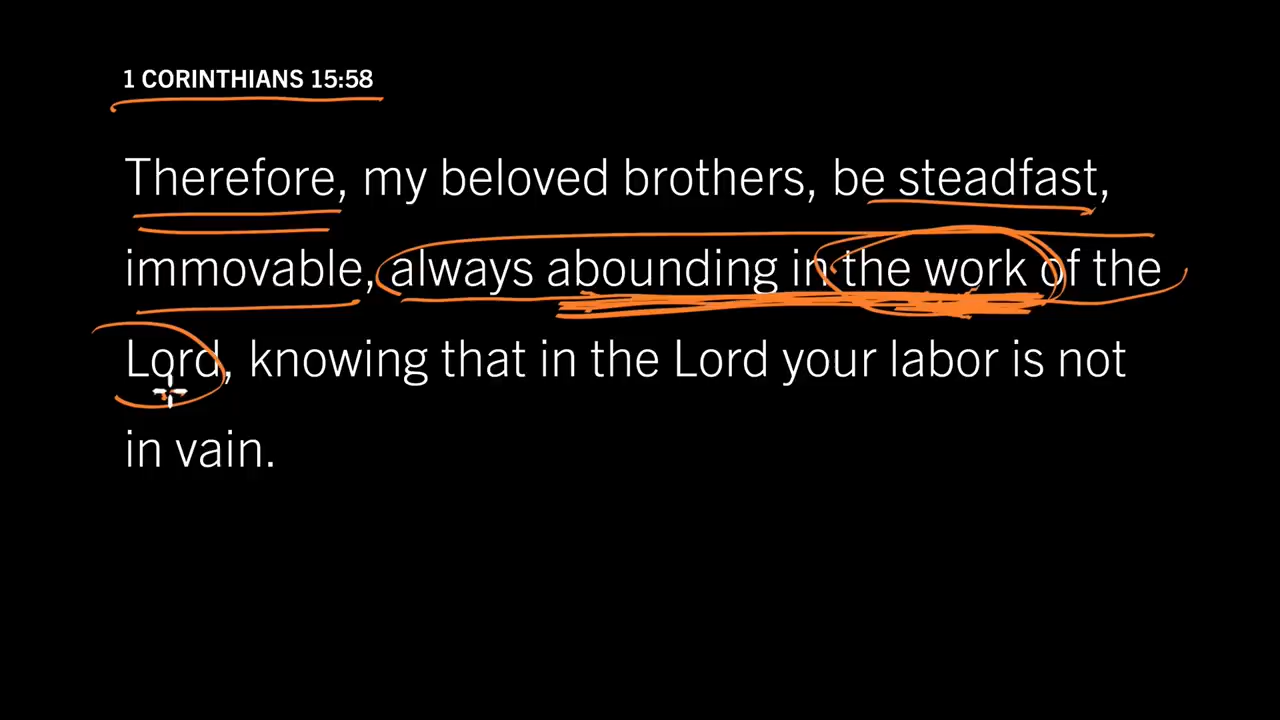 1 CORINTHIANS 15:58
Therefore, my beloved brothers, be steadfast,
immovable, always abounding in the work of the
Lord, knowing that in the Lord your labor is not
in vain.